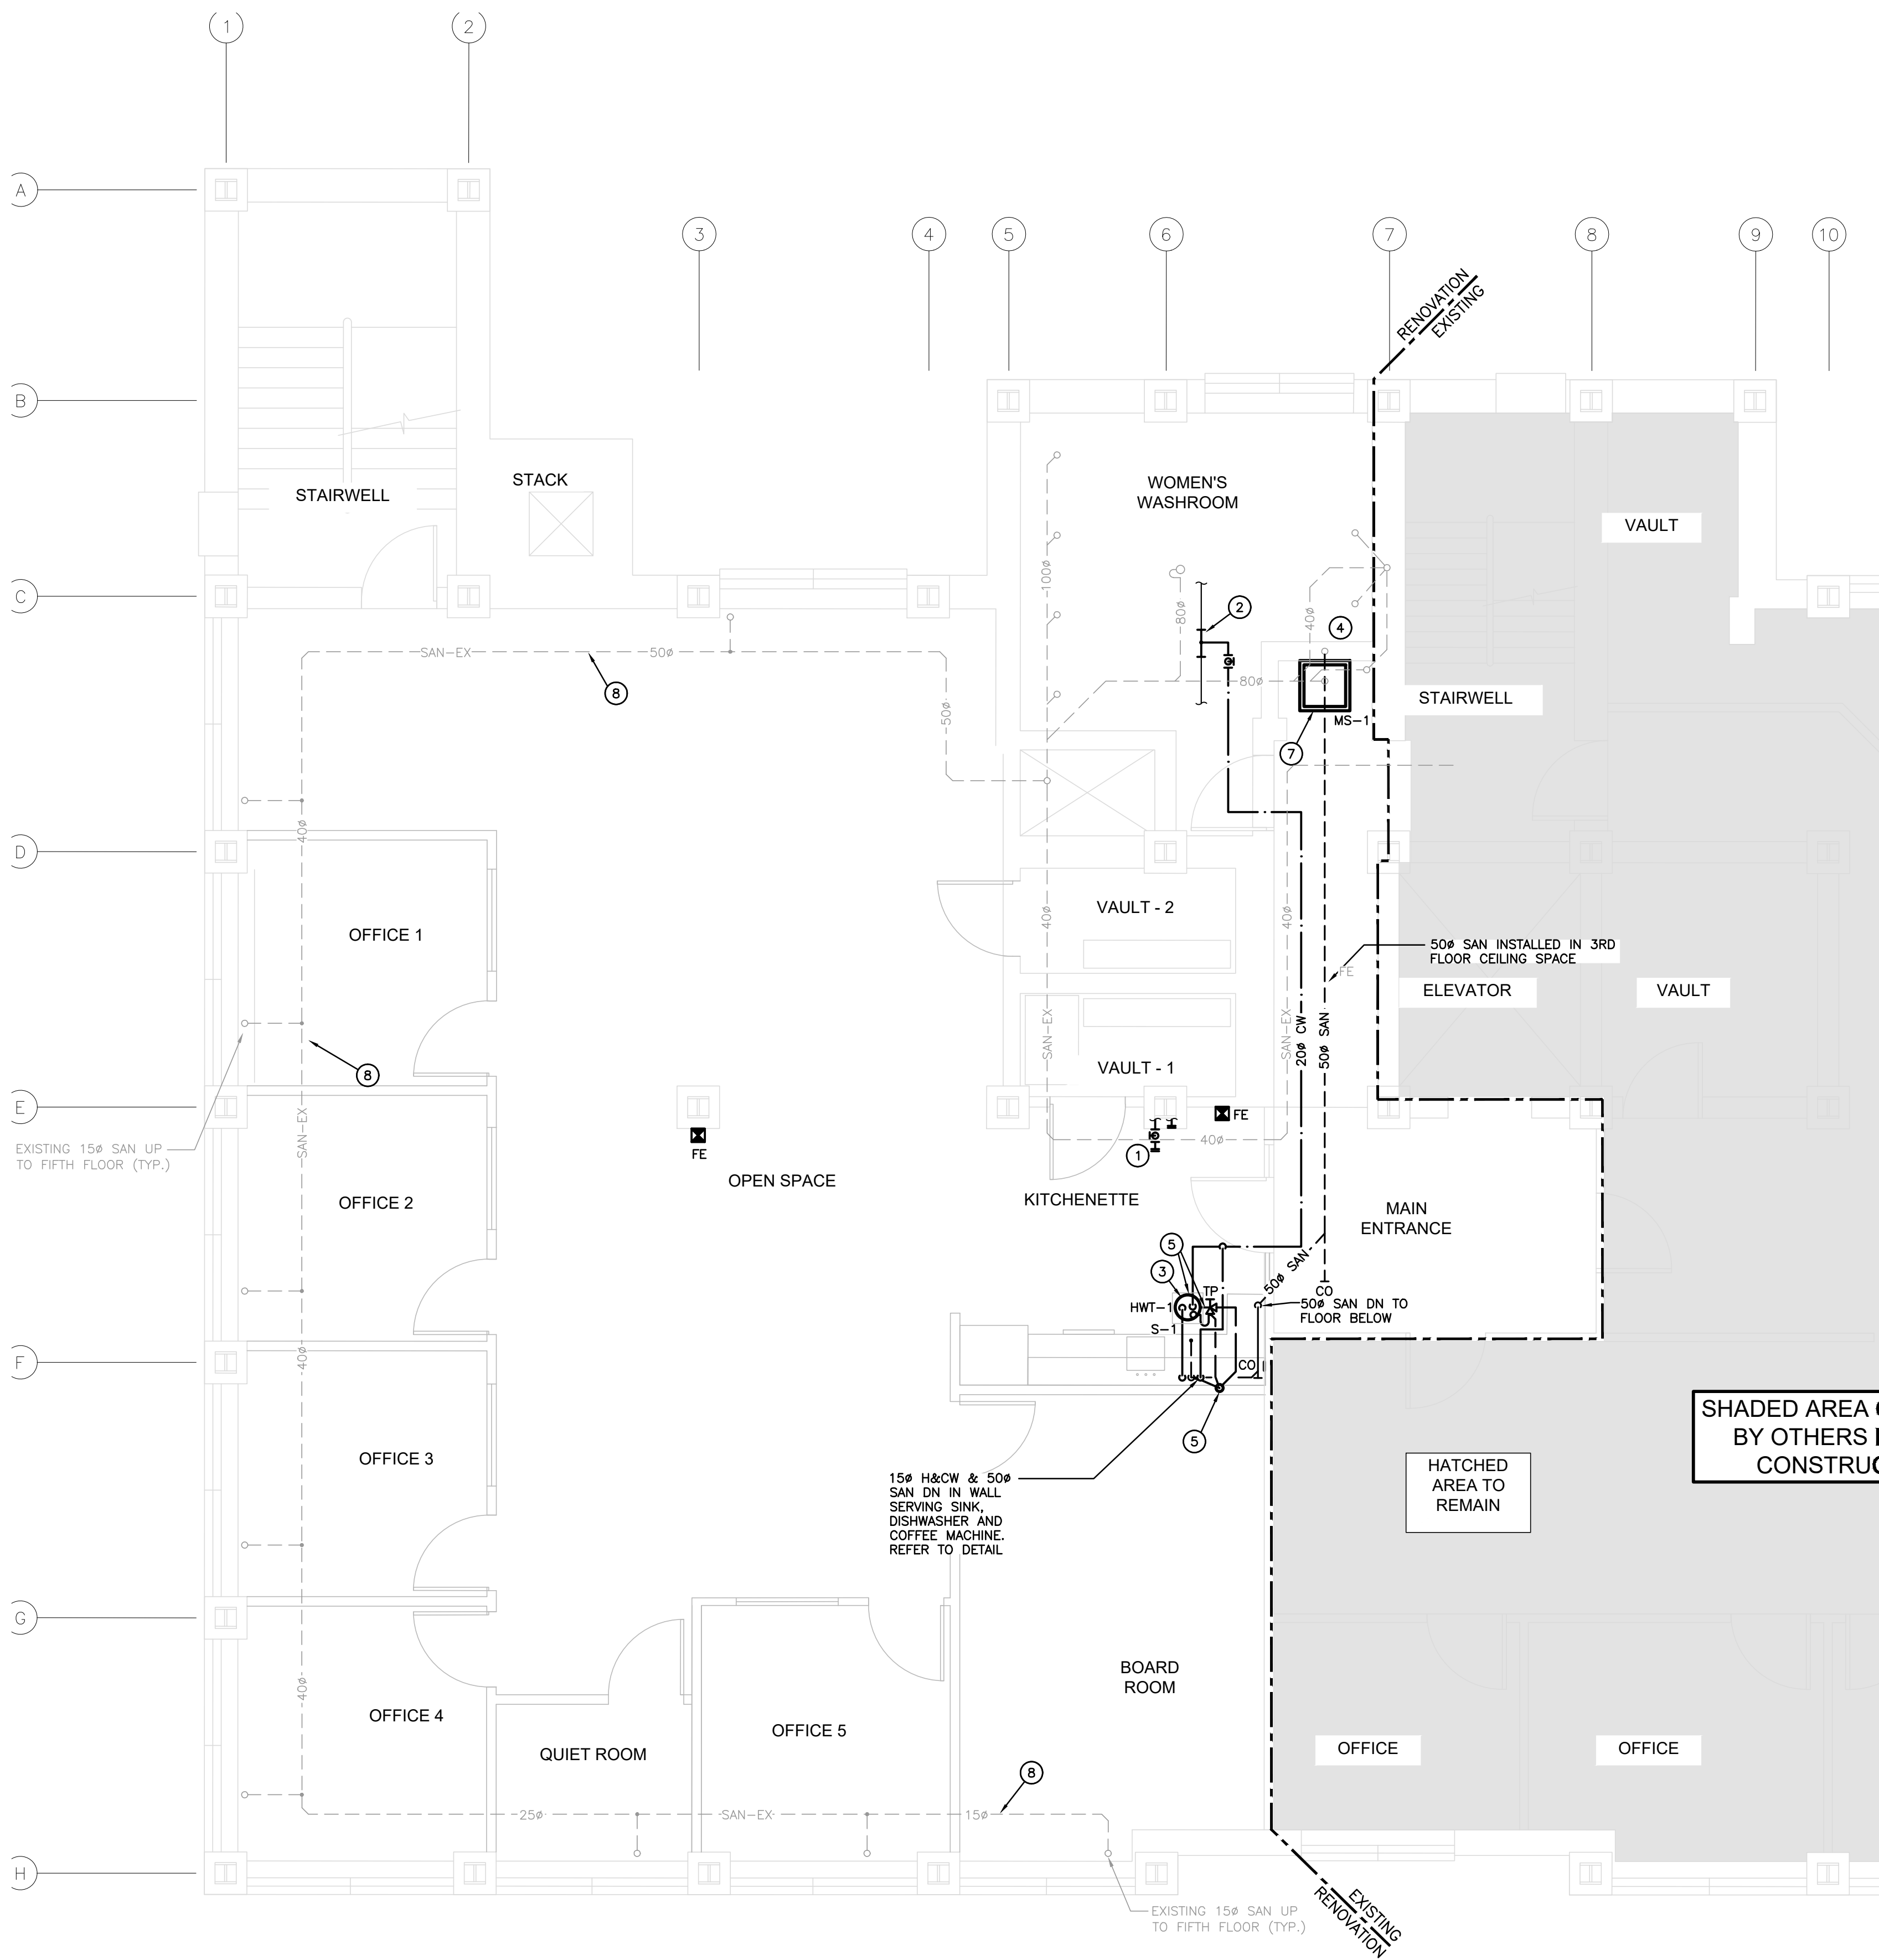 1
2
A
3
4
5
6
7
8
9
10
RENOVATION
EXISTING
B
STACK
STAIRWELL
WOMEN'S
WASHROOM
VAULT
100ø
C
80ø
40ø
2
4
SAN-EX
50ø
8
50ø
80ø
STAIRWELL
MS-1
7
40ø
D
VAULT - 2
40ø
40ø
OFFICE 1
50ø SAN INSTALLED IN 3RD
FLOOR CEILING SPACE
FE
ELEVATOR
VAULT
SAN-EX
SAN-EX
20ø CW
50ø SAN
8
VAULT - 1
E
FE
SAN-EX
EXISTING 15ø SAN UP
TO FIFTH FLOOR (TYP.)
FE
1
40ø
OPEN SPACE
OFFICE 2
KITCHENETTE
MAIN
ENTRANCE
5
3
50ø SAN
TP
CO
HWT-1
50ø SAN DN TO
FLOOR BELOW
S-1
F
40ø
CO
SHADED AREA
BY OTHERS
5
OFFICE 3
HATCHED
AREA TO
REMAIN
15ø H&CW & 50ø
SAN DN IN WALL
SERVING SINK,
DISHWASHER AND
COFFEE MACHINE.
REFER TO DETAIL
G
40ø
BOARD
ROOM
OFFICE 4
OFFICE 5
QUIET ROOM
OFFICE
OFFICE
8
25ø
SAN-EX
15ø
H
EXISTING
RENOVATION
EXISTING 15ø SAN UP
TO FIFTH FLOOR (TYP.)